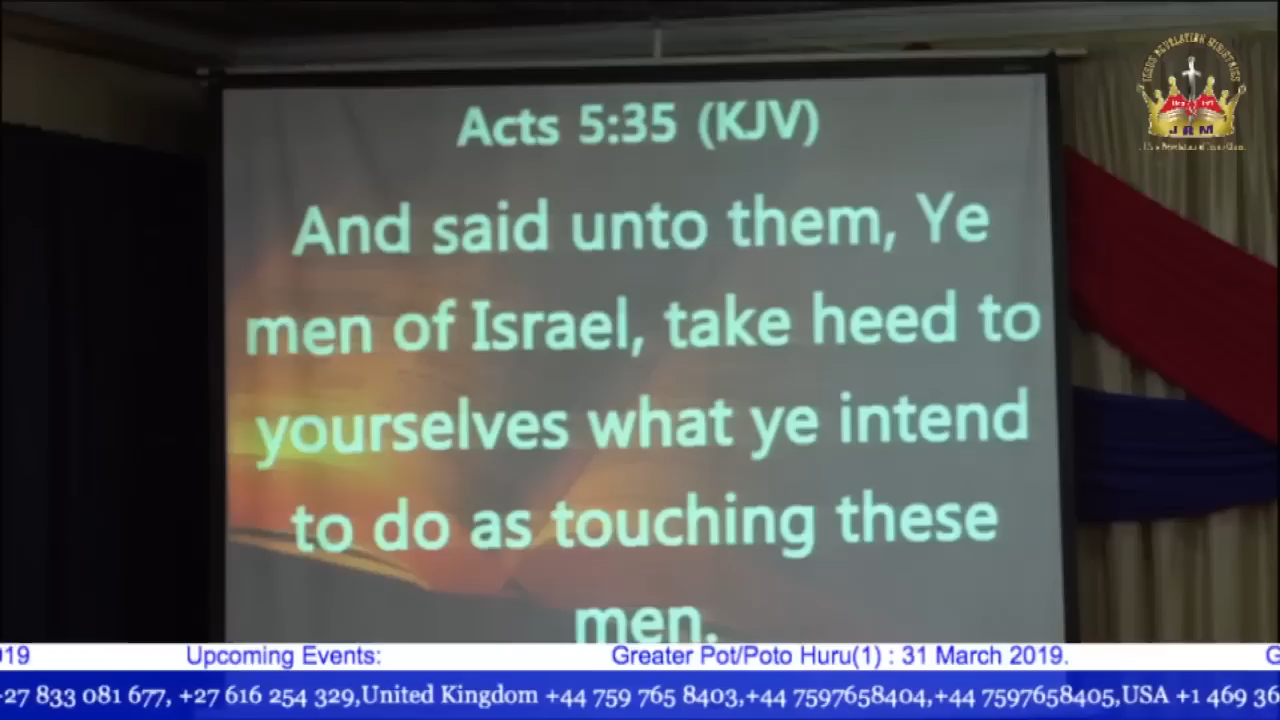 JESUS REVELATION MINISTRIES
JRM
Acts 5:35 (KJV)
And said unto them, Ye
men of Israel, take heed to
yourselves what ye intend
to do as touching these
men.
019 Upcoming Events: Greater Pot/Poto Huru(1) : 31 March 2019. G
-27 833 081 677, +27 616 254 329,United Kingdom +44 759 765 8403,+44 7597658404,+44 7597658405,USA +1 469 36